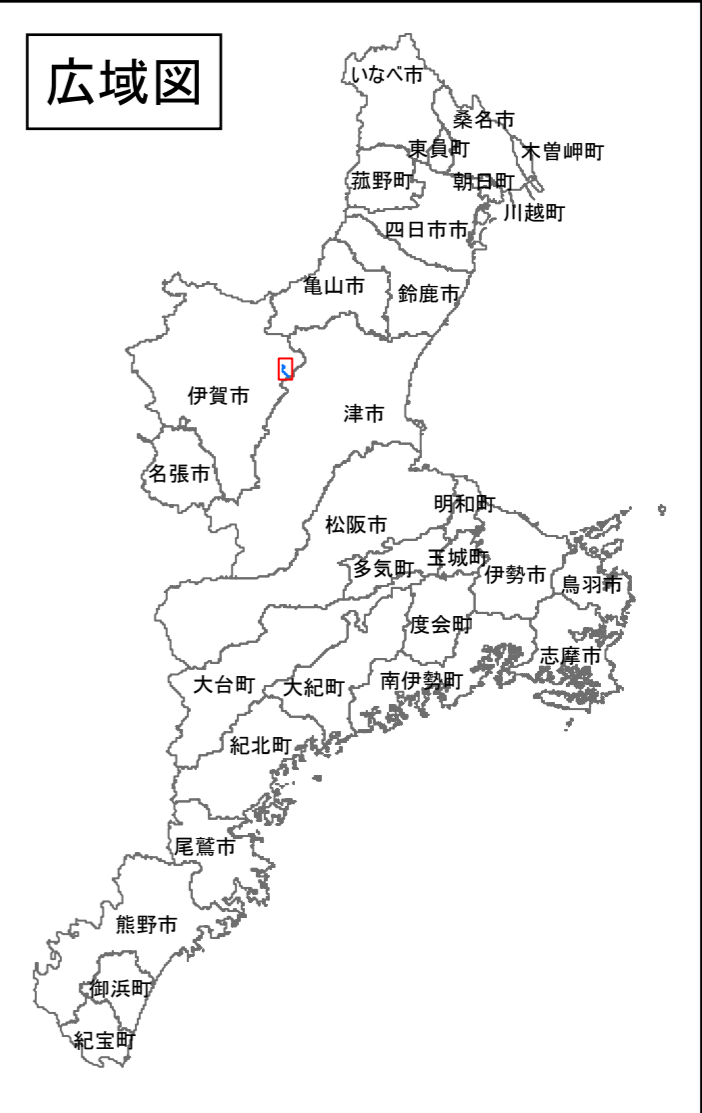 広域図
いなべ市
桑名市
東員町
木曽岬町
菰野町
朝日町
川越町
四日市市
亀山市
鈴鹿市
伊賀市
津市
名張市
明和町
松阪市
玉城町
多気町
伊勢市
鳥羽市
度会町
志摩市
大台町
大紀町
南伊勢町
紀北町
尾鷲市
熊野市
御浜町
紀宝町